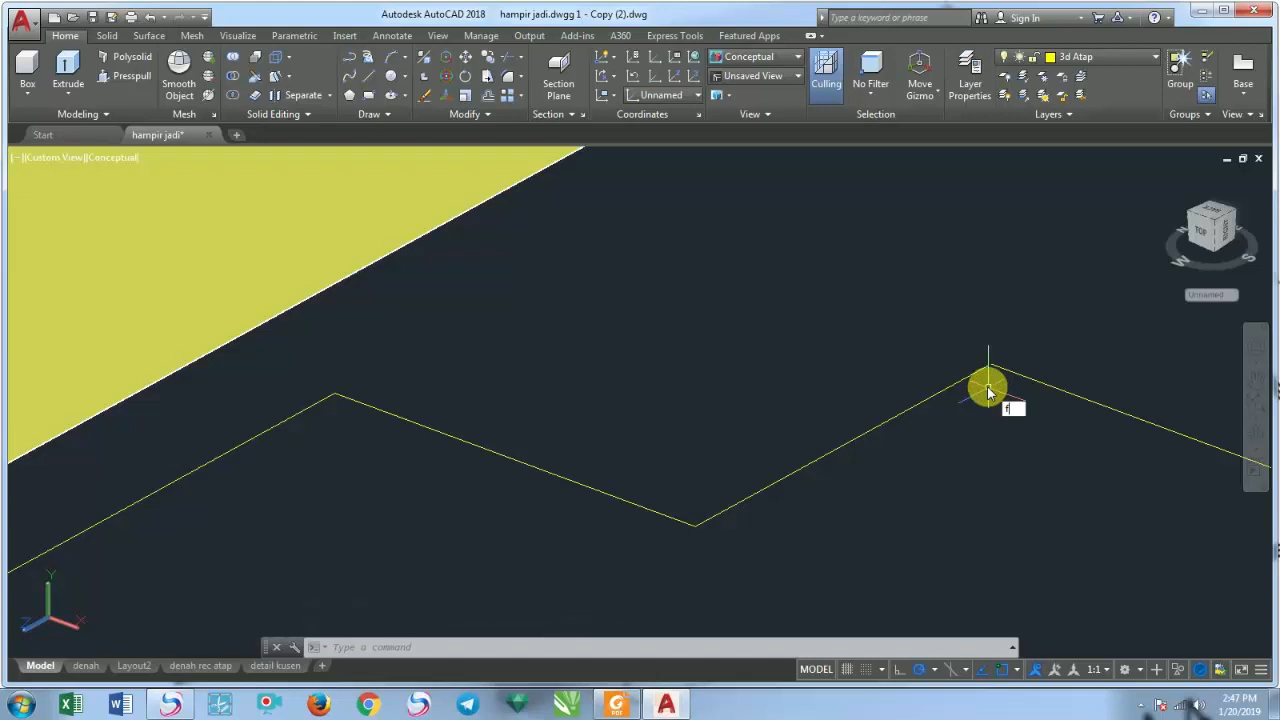 Autodesk AutoCAD 2018 hampir jadi.dwgg 1 - Copy (2).dwg
Type a keyword or phrase
Sign In
Home Solid Surface Mesh Visualize Parametric Insert Annotate View Manage Output Add-ins A360 Express Tools Featured Apps
Box
Extrude
Polysolid
Presspull
Smooth Object
Separate
Section Plane
Unnamed
Conceptual
Unsaved View
Culling
No Filter
Move Gizmo
Layer Properties
3d Atap
Group
Base
Modeling Mesh Solid Editing Draw Modify Section Coordinates View Selection Layers Groups View
Start hampir jadi*
[−][Custom View][Conceptual]
TOP
W
S
Unnamed
f
Y
X
Z
Type a command
Model denah Layout2 denah rec atap detail kusen
MODEL
1:1
2:47 PM
1/20/2019